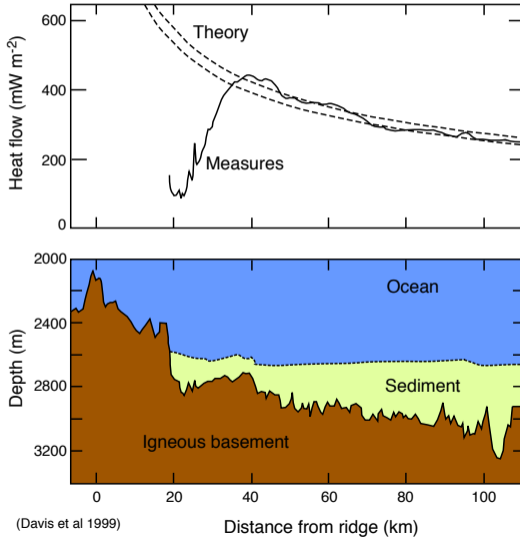 600
Theory
400
200
Measures
0
Heat flow (mW m-2)
2000
Ocean
2400
Depth (m)
2800
Sediment
Igneous basement
3200
0 20 40 60 80 100
(Davis et al 1999) Distance from ridge (km)